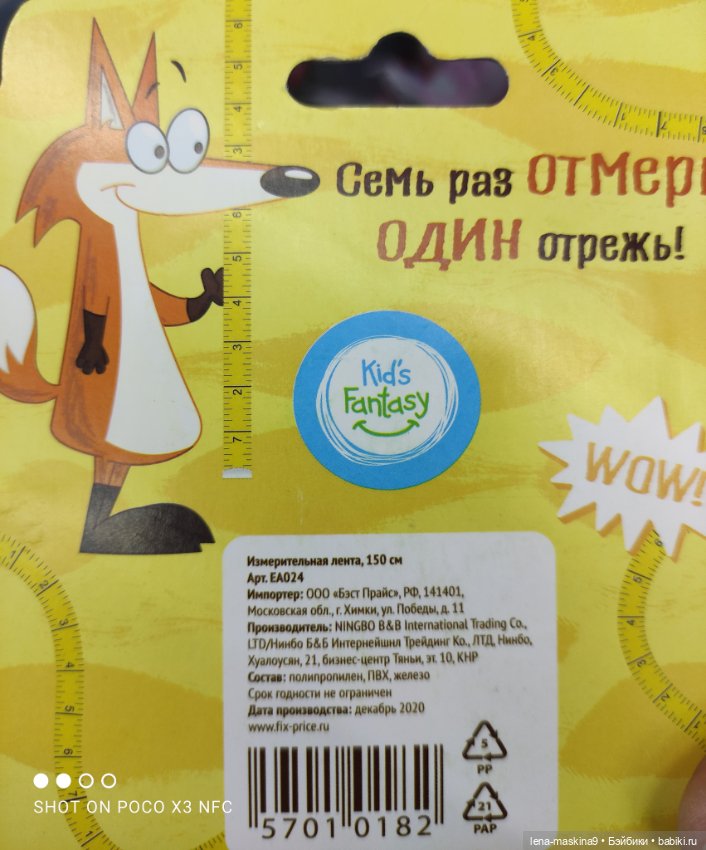 Семь раз ОТМЕРЬ
ОДИН отрежь!
Kid's
Fantasy
WOW!
Измерительная лента, 150 см
Арт. EA024
Импортер: ООО «Бэст Прайс», РФ, 141401,
Московская обл., г. Химки, ул. Победы, д. 11
Производитель: NINGBO B&B International Trading Co.,
LTD/Нинбо Б&Б Интернейшнл Трейдинг Ко., ЛТД, Нинбо,
Хуалоусян, 21, бизнес-центр Тяньи, эт. 10, КНР
Состав: полипропилен, ПВХ, железо
Срок годности не ограничен
Дата производства: декабрь 2020
www.fix-price.ru
5701 0182
5
PP
21
PAP
SHOT ON POCO X3 NFC
lena-maskina9 • Бэйбики • babiki.ru